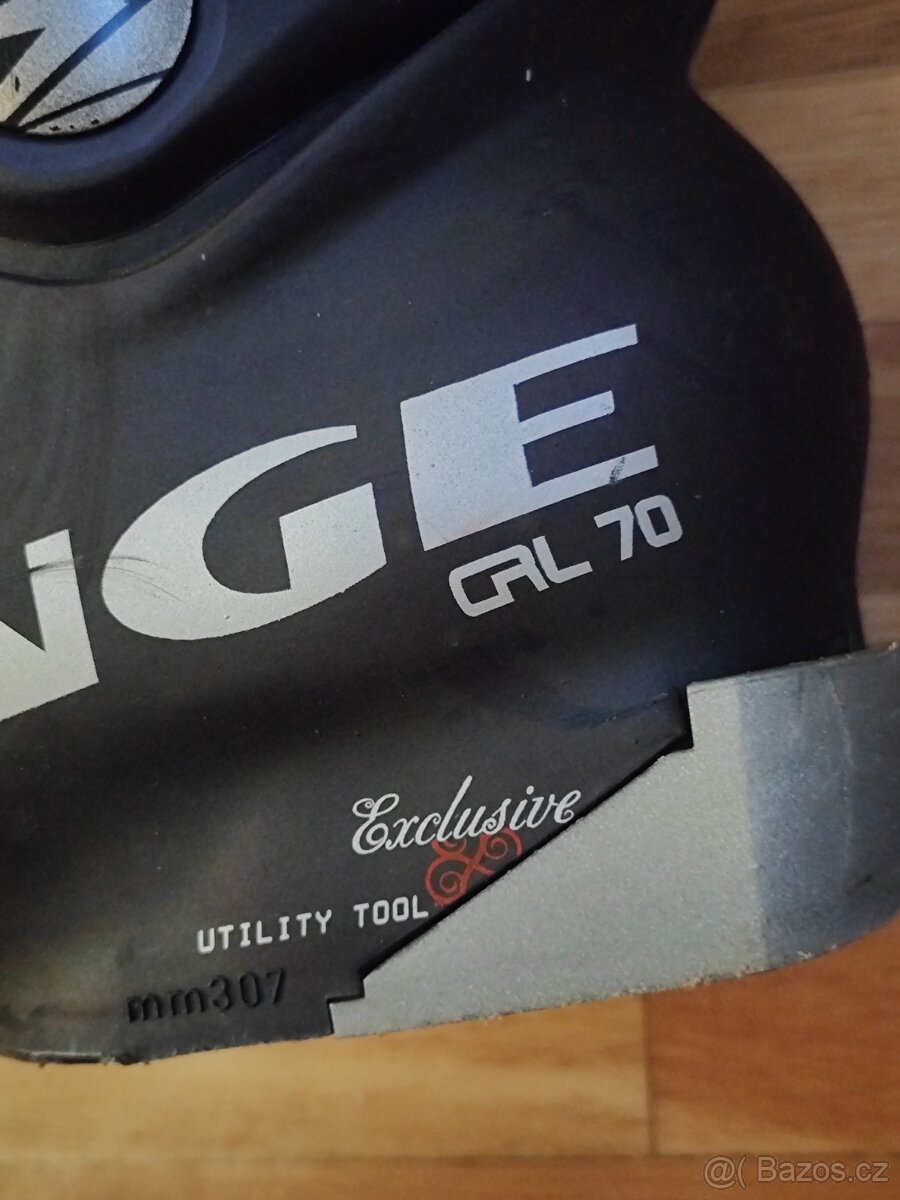 NGE
CRL 70
Exclusive
UTILITY TOOL
mm307
@( Bazos.cz